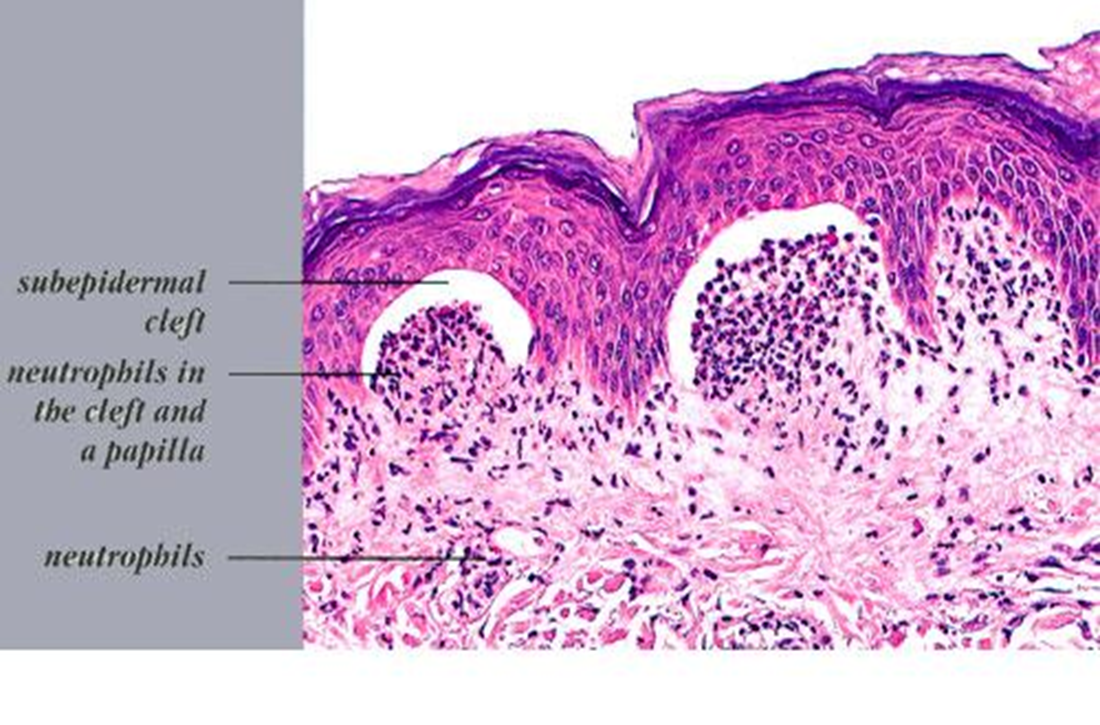 subepidermal
cleft
neutrophils in
the cleft and
a papilla
neutrophils